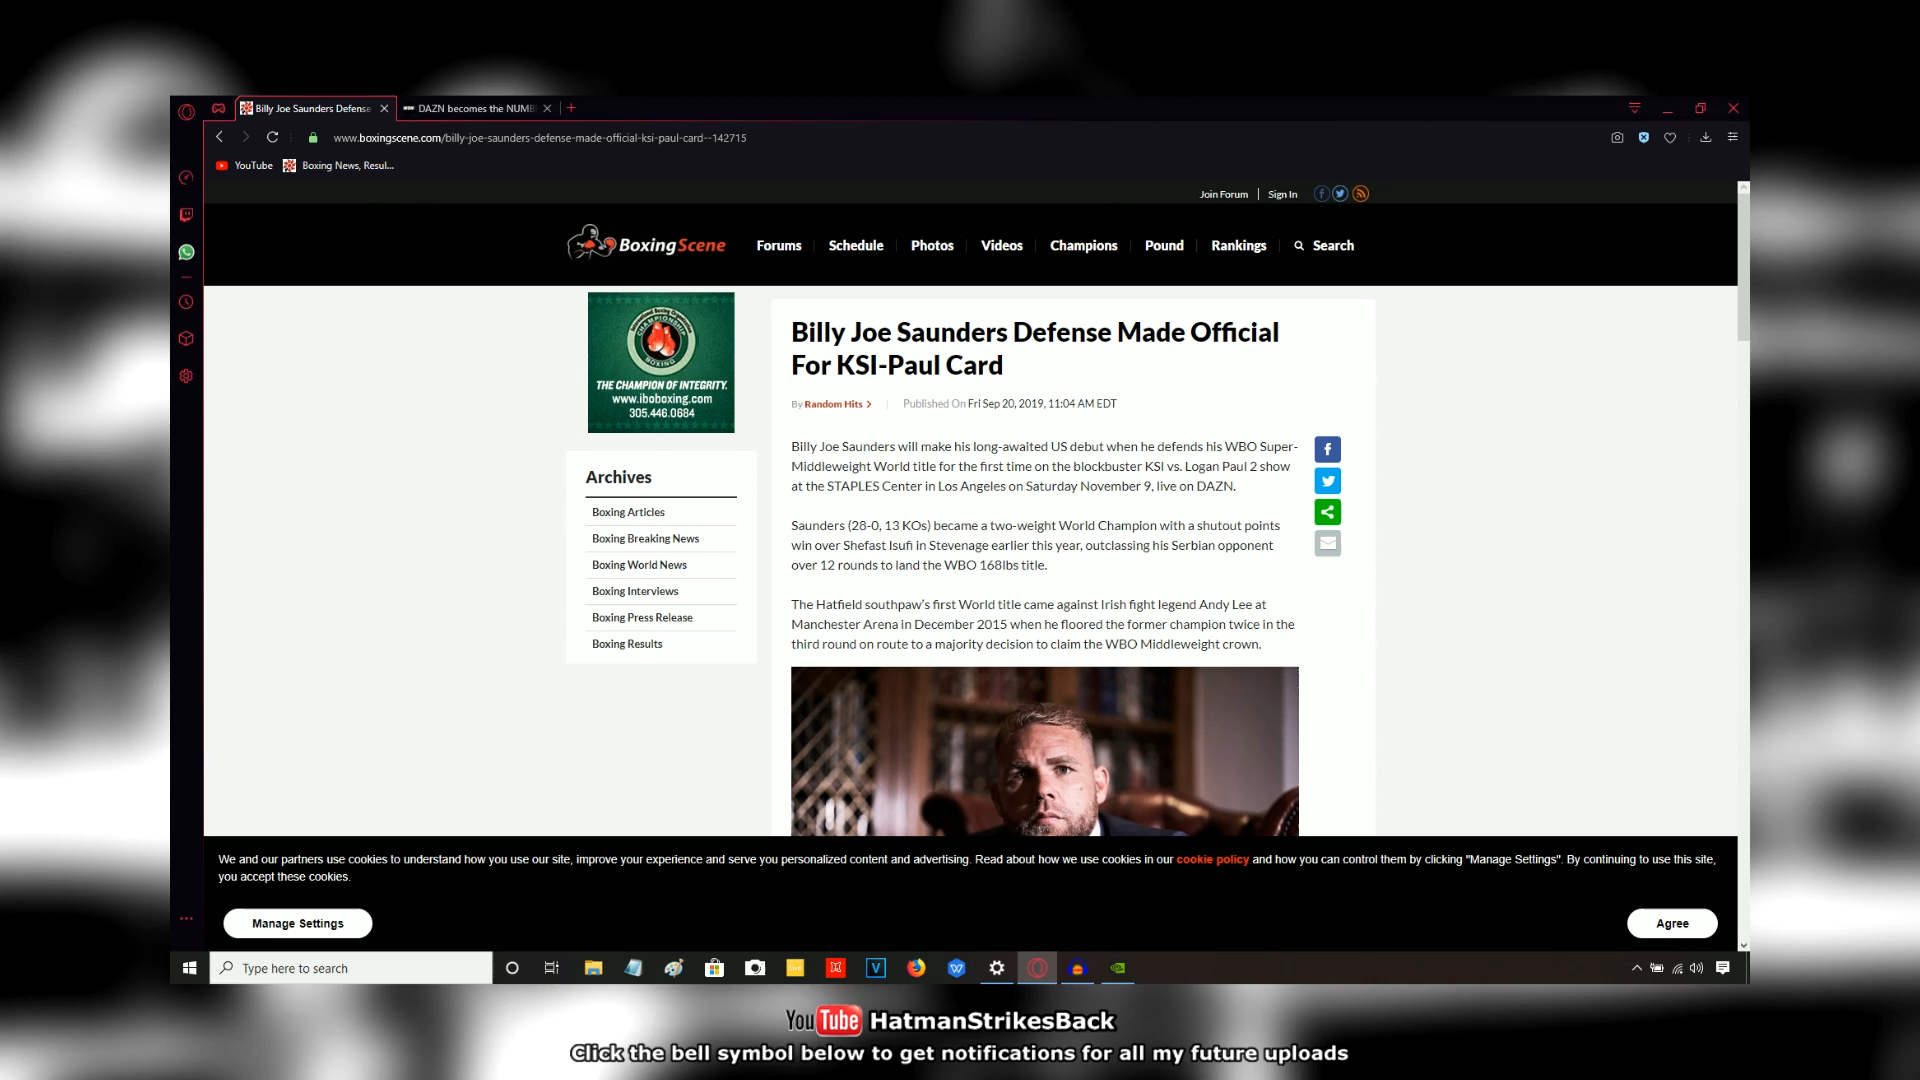 Billy Joe Saunders Defense
DAZN becomes the NUMB
www.boxingscene.com/billy-joe-saunders-defense-made-official-ksi-paul-card--142715
YouTube
Boxing News, Resul...
Join Forum | Sign In
BoxingScene
Forums
Schedule
Photos
Videos
Champions
Pound
Rankings
Search
CHAMPIONSHIP
BOXING
THE CHAMPION OF INTEGRITY.
www.iboboxing.com
305.446.0684
Archives
Boxing Articles
Boxing Breaking News
Boxing World News
Boxing Interviews
Boxing Press Release
Boxing Results
Billy Joe Saunders Defense Made Official
For KSI-Paul Card
By Random Hits > | Published On Fri Sep 20, 2019, 11:04 AM EDT
Billy Joe Saunders will make his long-awaited US debut when he defends his WBO Super-
Middleweight World title for the first time on the blockbuster KSI vs. Logan Paul 2 show
at the STAPLES Center in Los Angeles on Saturday November 9, live on DAZN.
Saunders (28-0, 13 KOs) became a two-weight World Champion with a shutout points
win over Shefast Isufi in Stevenage earlier this year, outclassing his Serbian opponent
over 12 rounds to land the WBO 168lbs title.
The Hatfield southpaw's first World title came against Irish fight legend Andy Lee at
Manchester Arena in December 2015 when he floored the former champion twice in the
third round on route to a majority decision to claim the WBO Middleweight crown.
We and our partners use cookies to understand how you use our site, improve your experience and serve you personalized content and advertising. Read about how we use cookies in our cookie policy and how you can control them by clicking "Manage Settings". By continuing to use this site,
you accept these cookies.
Manage Settings
Agree
Type here to search
YouTube HatmanStrikesBack
Click the bell symbol below to get notifications for all my future uploads